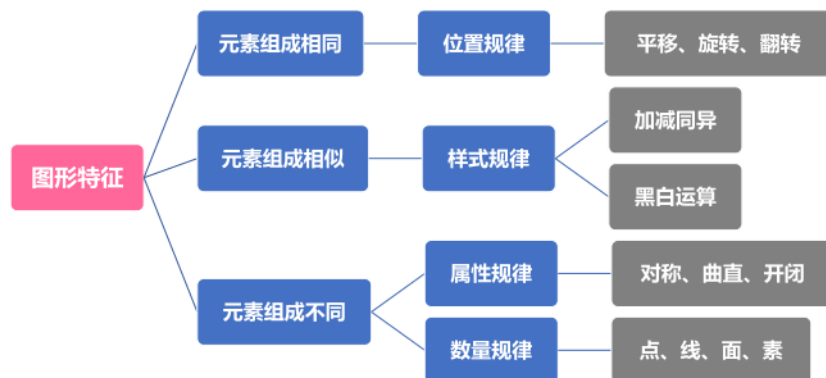 图形特征
元素组成相同
位置规律
平移、旋转、翻转
元素组成相似
样式规律
加减同异
黑白运算
元素组成不同
属性规律
对称、曲直、开闭
数量规律
点、线、面、素